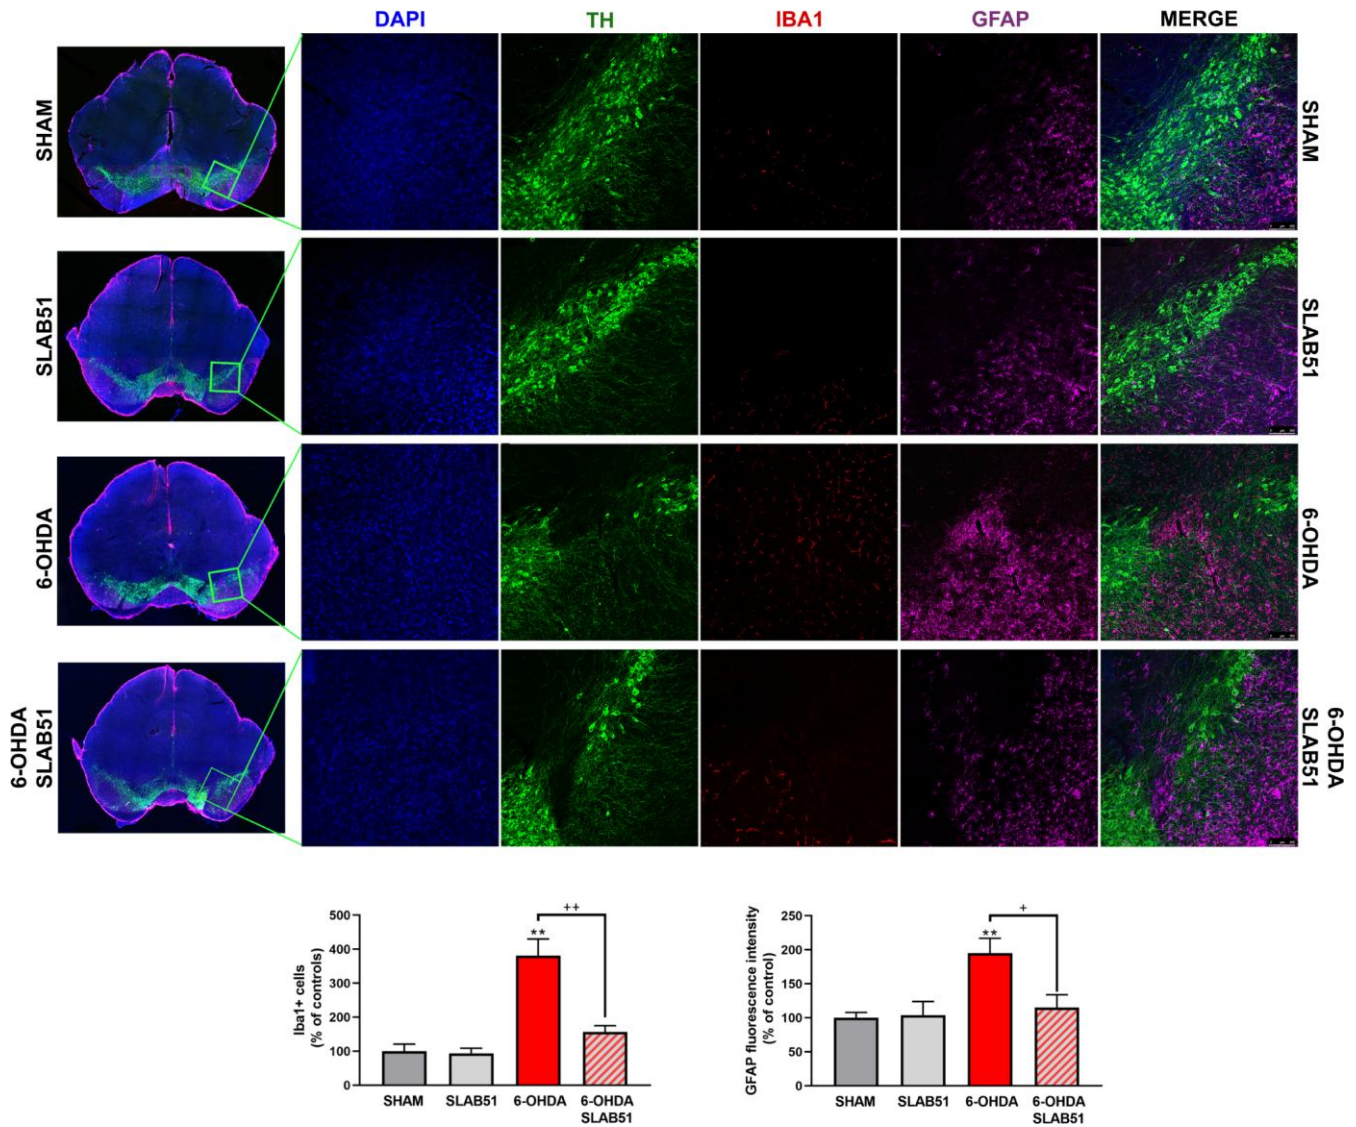 DAPI TH IBA1 GFAP MERGE
SHAM
SHAM
SLAB51
SLAB51
6-OHDA
6-OHDA
6-OHDA
SLAB51
6-OHDA
SLAB51
Iba1+ cells
(% of controls)
500
400
300
200
100
0
**
++
SHAM SLAB51 6-OHDA 6-OHDA
SLAB51
GFAP fluorescence intensity
(% of control)
250
200
150
100
50
0
**
+
SHAM SLAB51 6-OHDA 6-OHDA
SLAB51